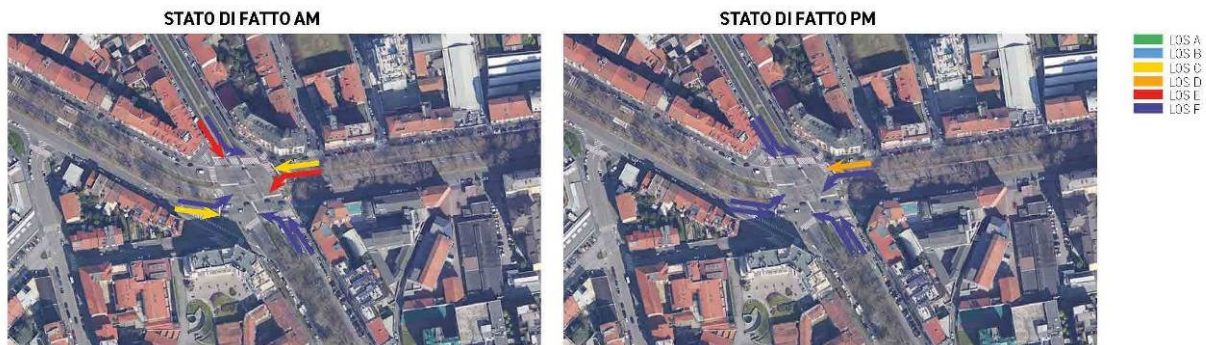 STATO DI FATTO AM
STATO DI FATTO PM
LOS A
LOS B
LOS C
LOS D
LOS E
LOS F